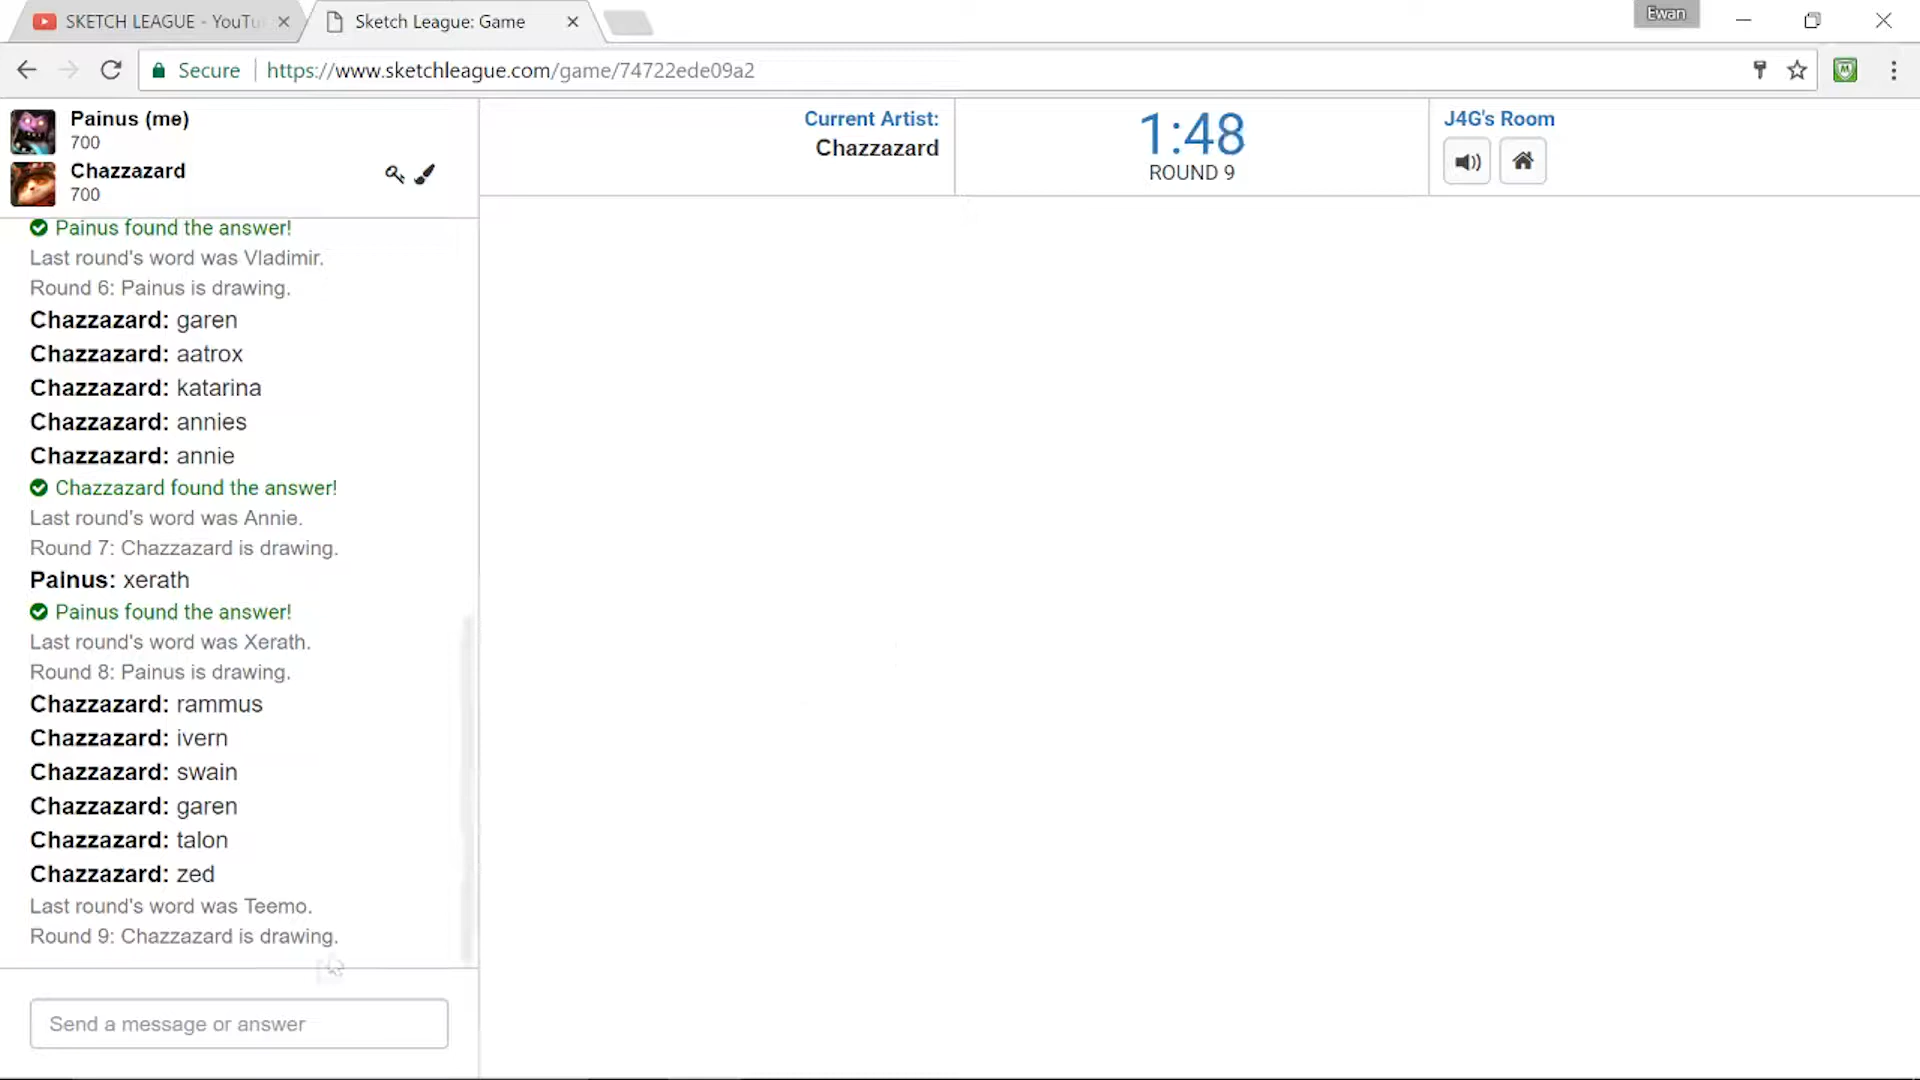 SKETCH LEAGUE - YouTu
Sketch League: Game
Ewan
Secure
https://www.sketchleague.com/game/74722ede09a2
Painus (me)
700
Chazzazard
700
Current Artist:
Chazzazard
1:48
ROUND 9
J4G's Room
Painus found the answer!
Last round's word was Vladimir.
Round 6: Painus is drawing.
Chazzazard: garen
Chazzazard: aatrox
Chazzazard: katarina
Chazzazard: annies
Chazzazard: annie
Chazzazard found the answer!
Last round's word was Annie.
Round 7: Chazzazard is drawing.
Painus: xerath
Painus found the answer!
Last round's word was Xerath.
Round 8: Painus is drawing.
Chazzazard: rammus
Chazzazard: ivern
Chazzazard: swain
Chazzazard: garen
Chazzazard: talon
Chazzazard: zed
Last round's word was Teemo.
Round 9: Chazzazard is drawing.
Send a message or answer